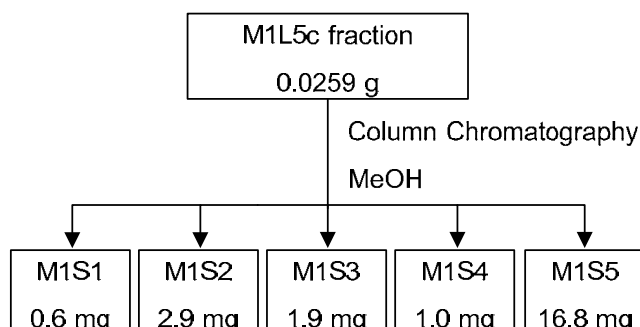 M1L5c fraction
0.0259 g
Column Chromatography
MeOH
M1S1 M1S2 M1S3 M1S4 M1S5
0.6 mg 2.9 mg 1.9 mg 1.0 mg 16.8 mg